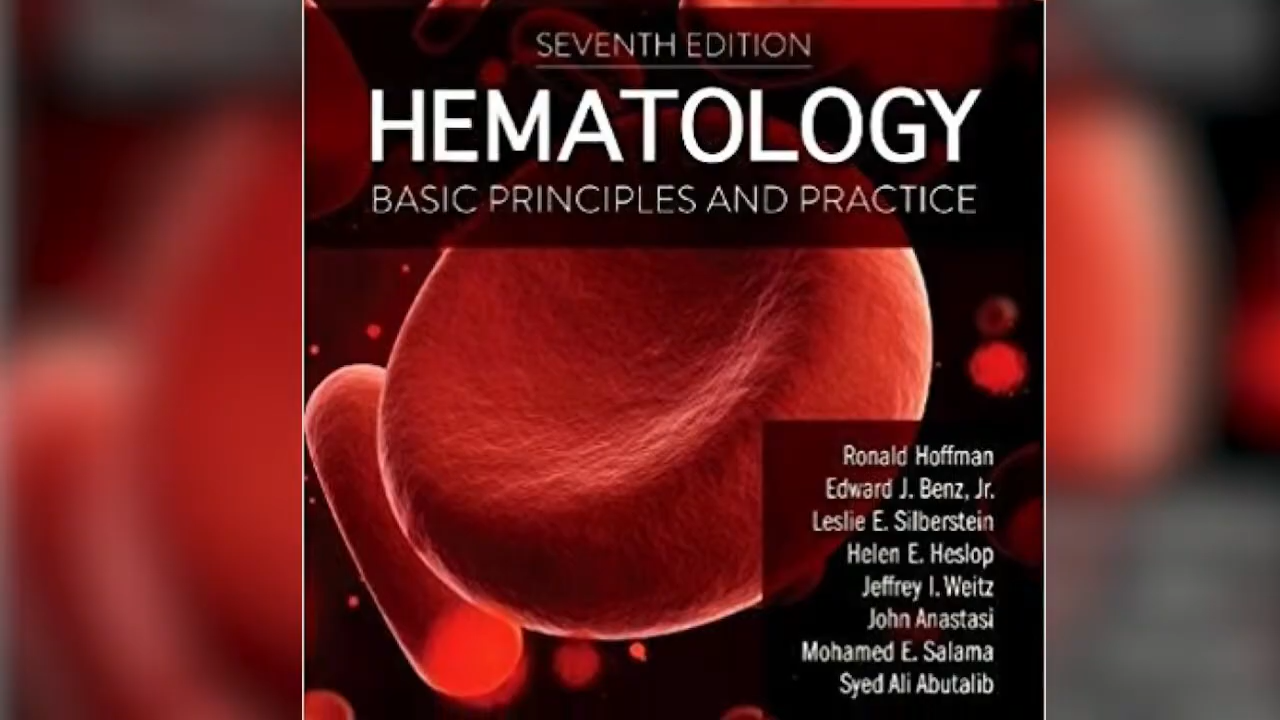 SEVENTH EDITION
HEMATOLOGY
BASIC PRINCIPLES AND PRACTICE
Ronald Hoffman
Edward J. Benz, Jr.
Leslie E. Silberstein
Helen E. Heslop
Jeffrey I. Weitz
John Anastasi
Mohamed E. Salama
Syed Ali Abutalib